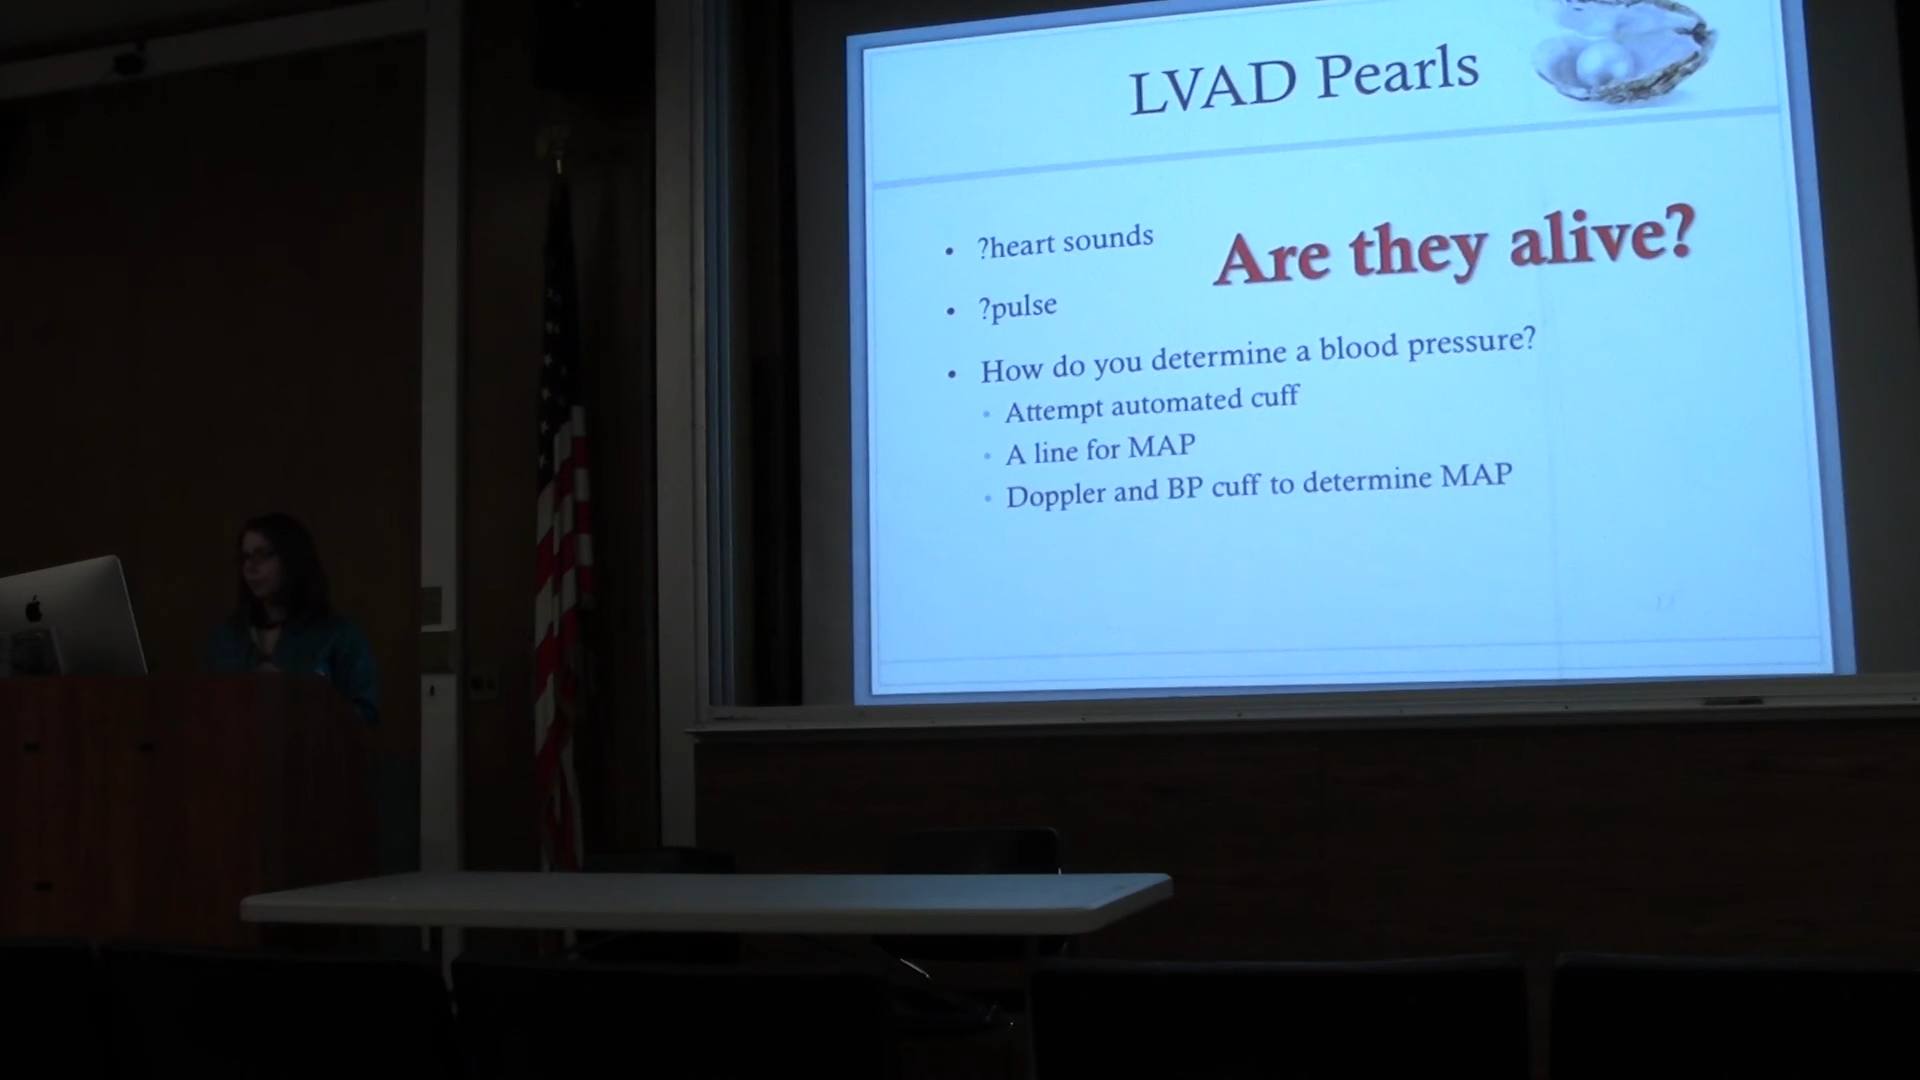 LVAD Pearls
Are they alive?
• ?heart sounds
• ?pulse
• How do you determine a blood pressure?
• Attempt automated cuff
• A line for MAP
• Doppler and BP cuff to determine MAP